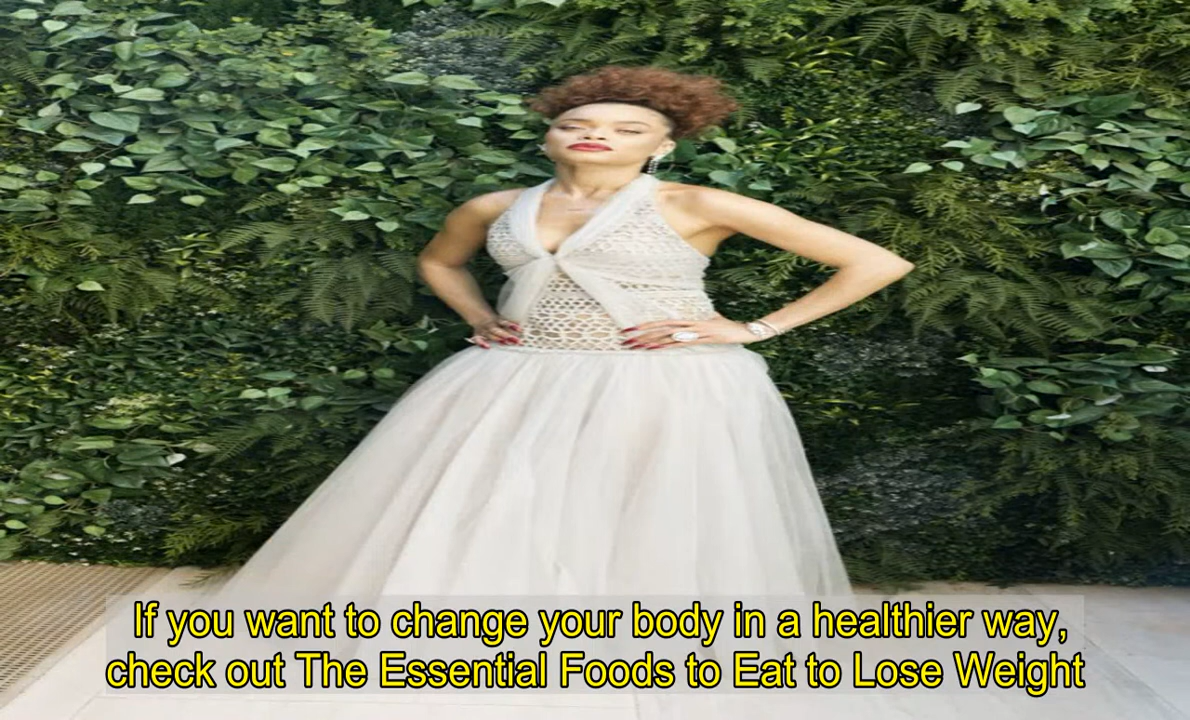 If you want to change your body in a healthier way,
check out The Essential Foods to Eat to Lose Weight